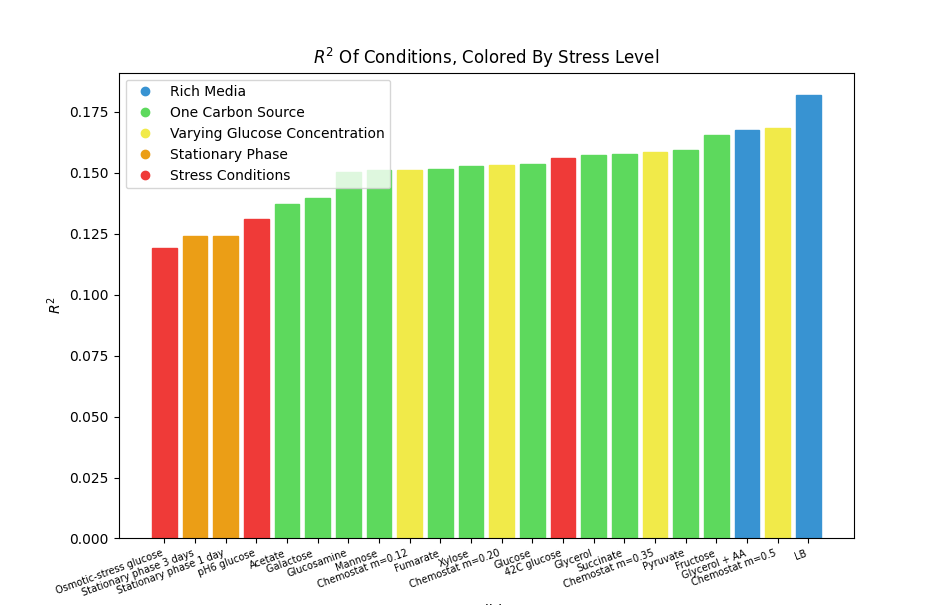 R² Of Conditions, Colored By Stress Level
Rich Media
One Carbon Source
Varying Glucose Concentration
Stationary Phase
Stress Conditions
R²
0.175
0.150
0.125
0.100
0.075
0.050
0.025
0.000
Osmotic-stress glucose
Stationary phase 3 days
Stationary phase 1 day
pH6 glucose
Acetate
Galactose
Glucosamine
Mannose
Chemostat m=0.12
Fumarate
Xylose
Chemostat m=0.20
Glucose
42C glucose
Glycerol
Succinate
Chemostat m=0.35
Pyruvate
Fructose
Glycerol + AA
Chemostat m=0.5
LB